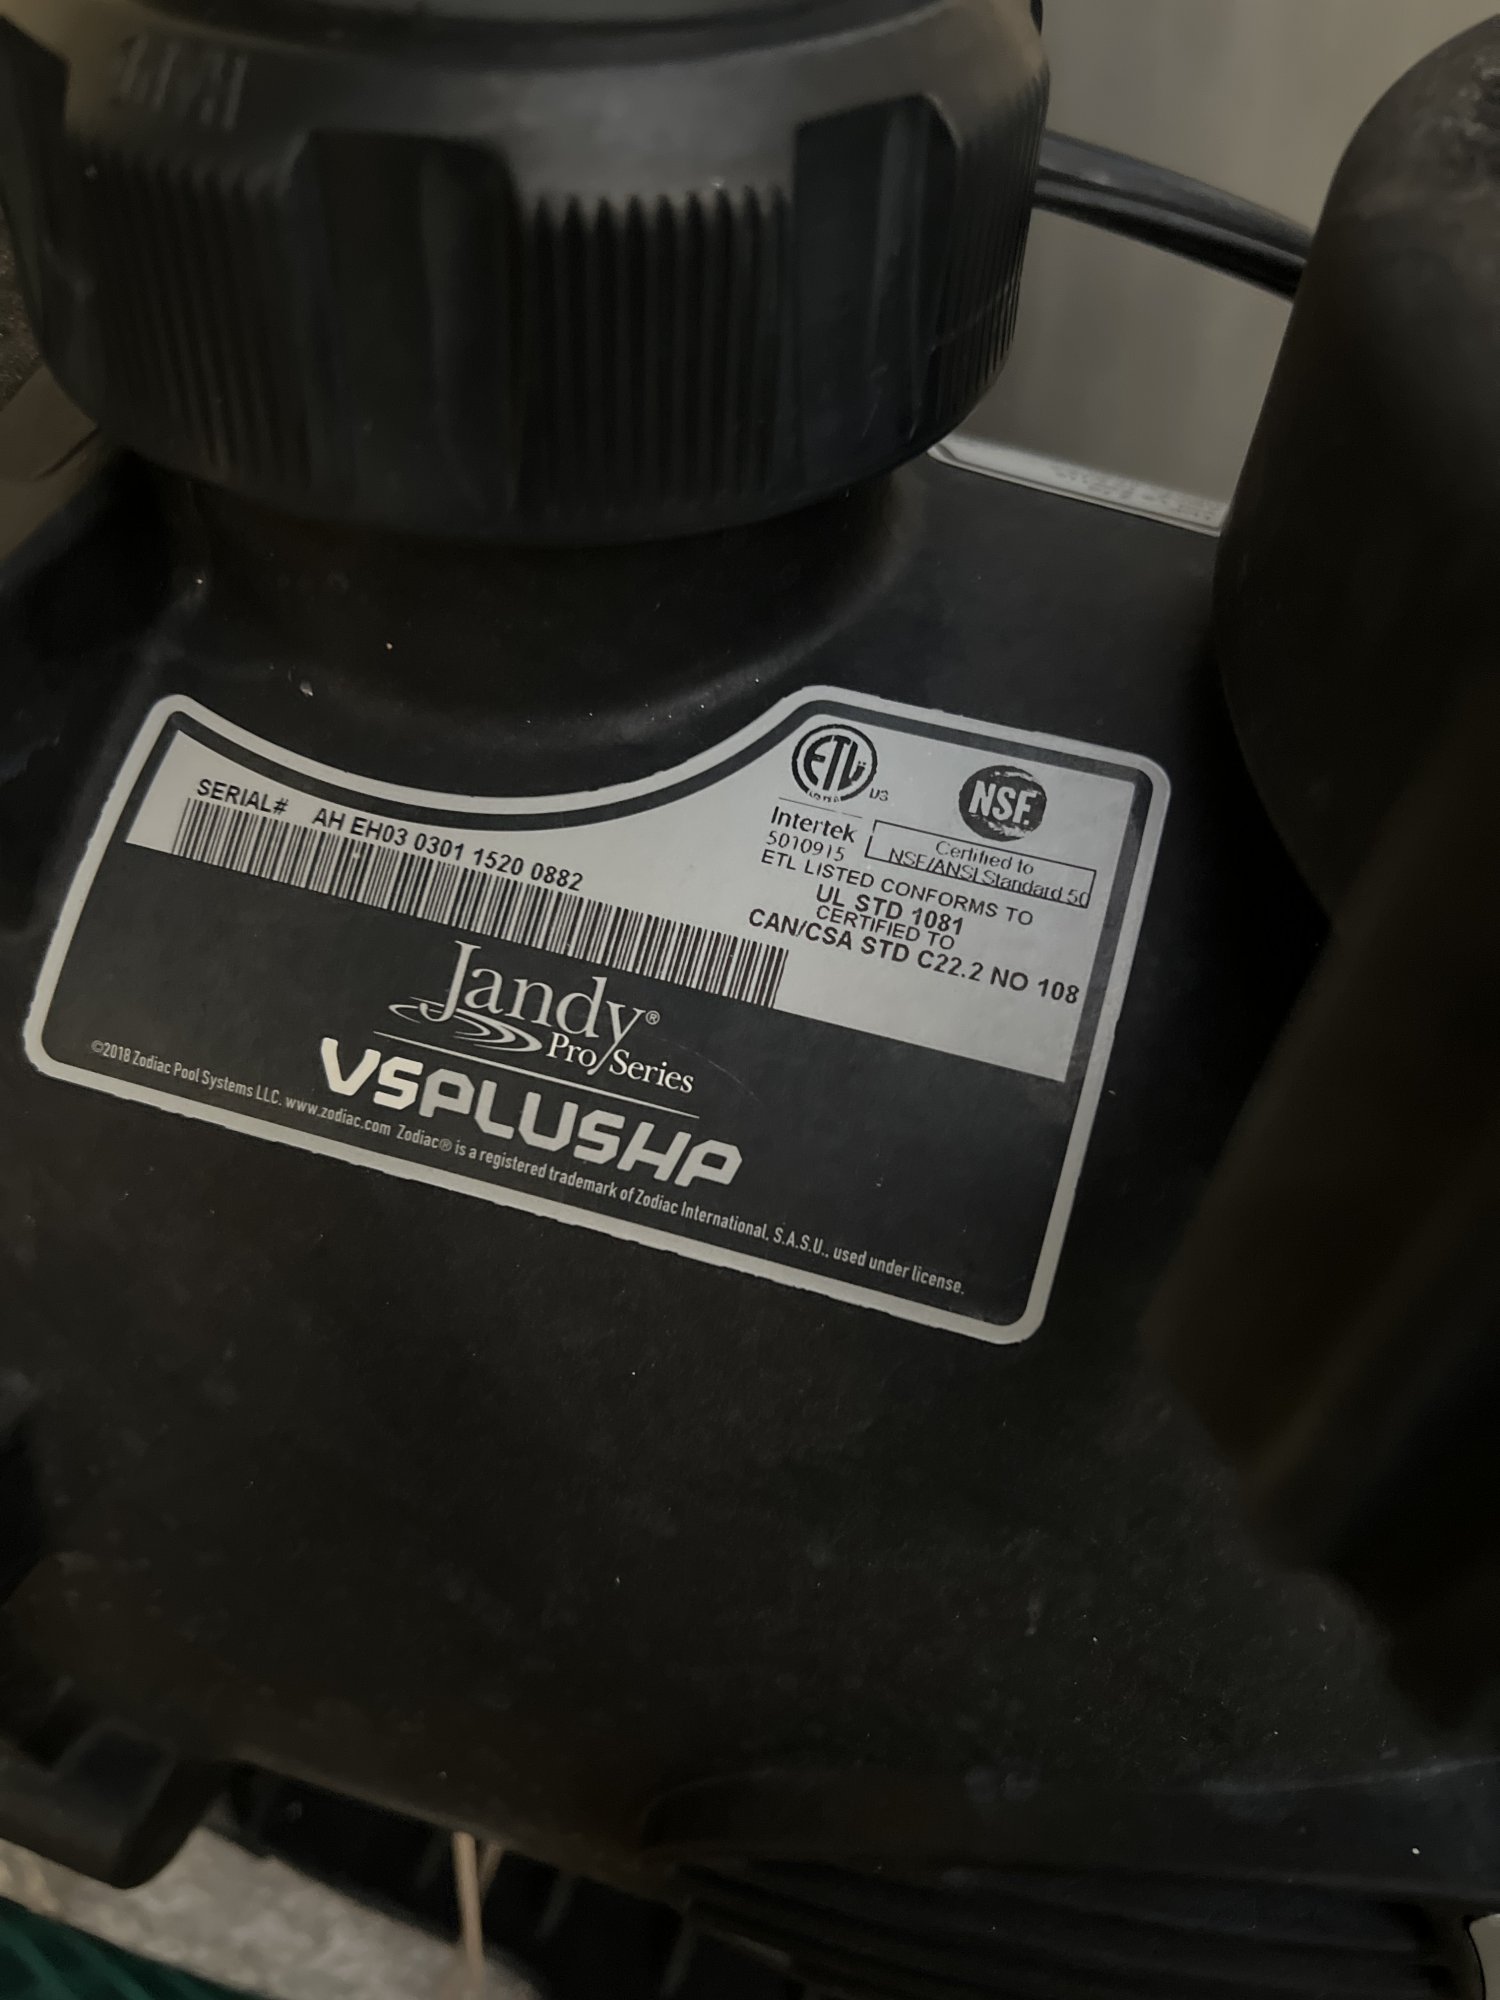 SERIAL# AH EH03 0301 1520 0882
ETL
US
Intertek
5010915
NSF.
Certified to
NSF/ANSI Standard 50
ETL LISTED CONFORMS TO
UL STD 1081
CERTIFIED TO
CAN/CSA STD C22.2 NO 108
Jandy®
Pro Series
VSPLUSHP
©2018 Zodiac Pool Systems LLC. www.zodiac.com Zodiac® is a registered trademark of Zodiac International, S.A.S.U., used under license.